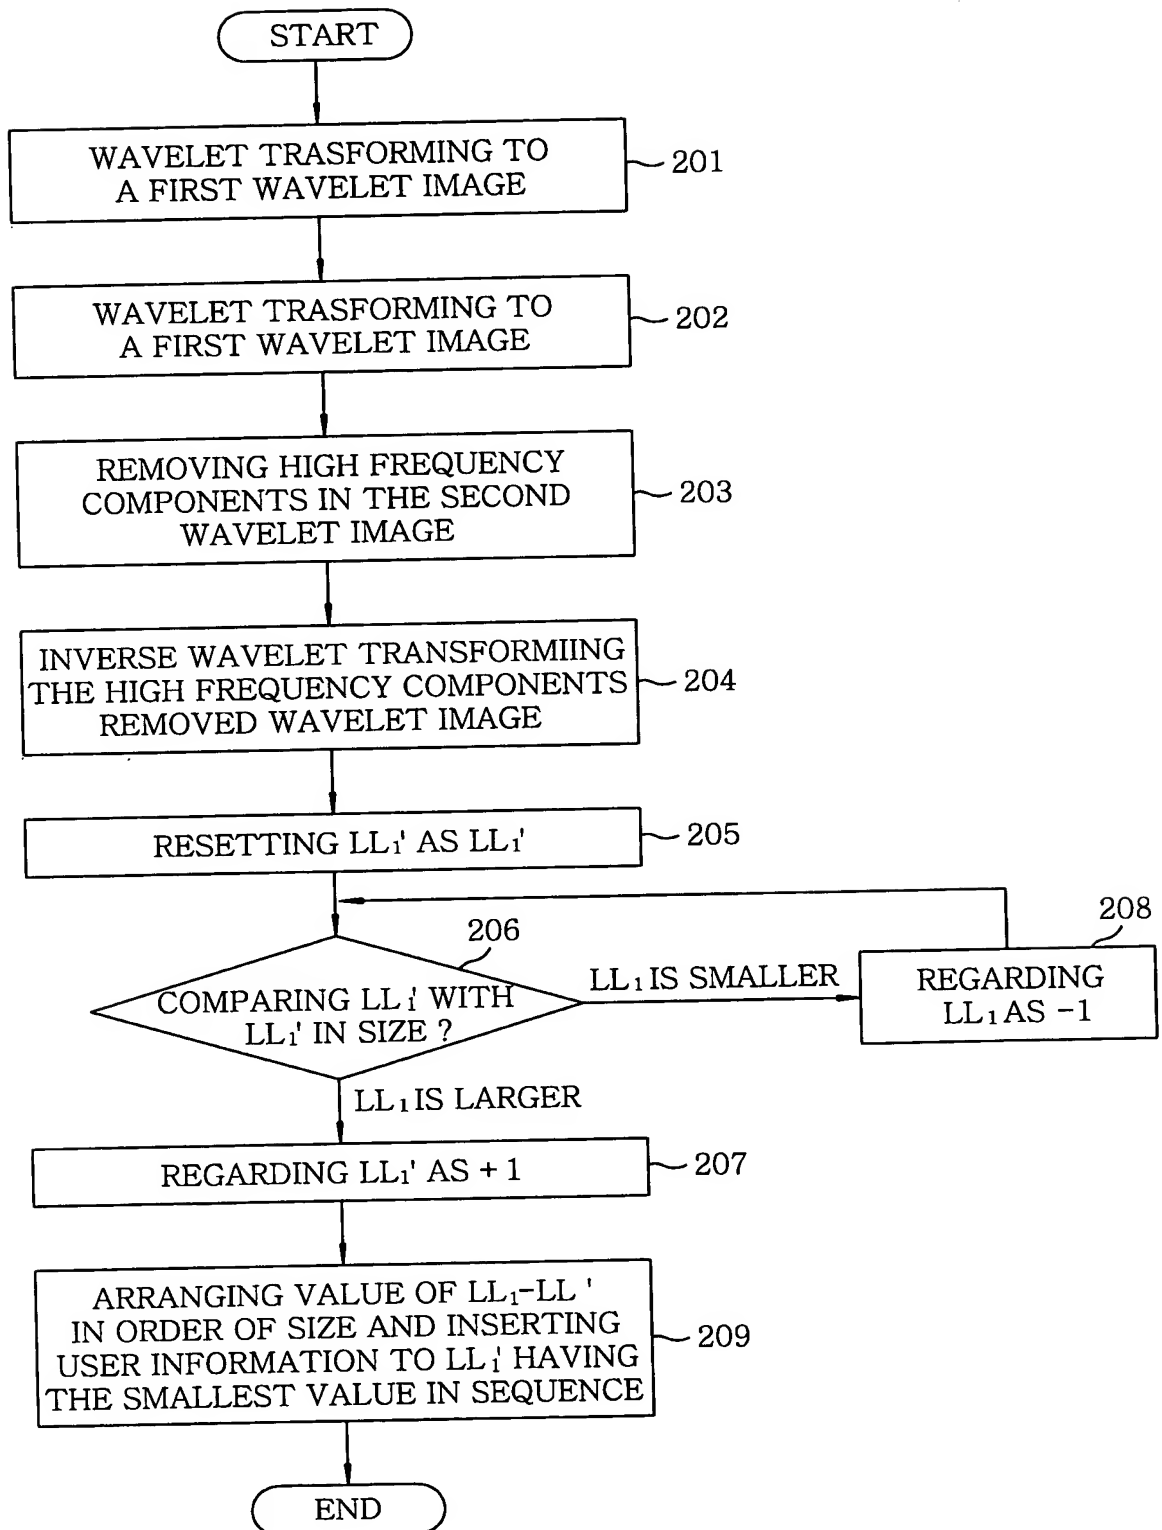 START
WAVELET TRASFORMING TO
A FIRST WAVELET IMAGE
201
WAVELET TRASFORMING TO
A FIRST WAVELET IMAGE
202
REMOVING HIGH FREQUENCY
COMPONENTS IN THE SECOND
WAVELET IMAGE
203
INVERSE WAVELET TRANSFORMIING
THE HIGH FREQUENCY COMPONENTS
REMOVED WAVELET IMAGE
204
RESETTING LL₁' AS LL₁'
205
206
COMPARING LL₁' WITH
LL₁' IN SIZE ?
LL₁ IS SMALLER
208
REGARDING
LL₁ AS −1
LL₁ IS LARGER
REGARDING LL₁' AS + 1
207
ARRANGING VALUE OF LL₁-LL '
IN ORDER OF SIZE AND INSERTING
USER INFORMATION TO LL₁' HAVING
THE SMALLEST VALUE IN SEQUENCE
209
END